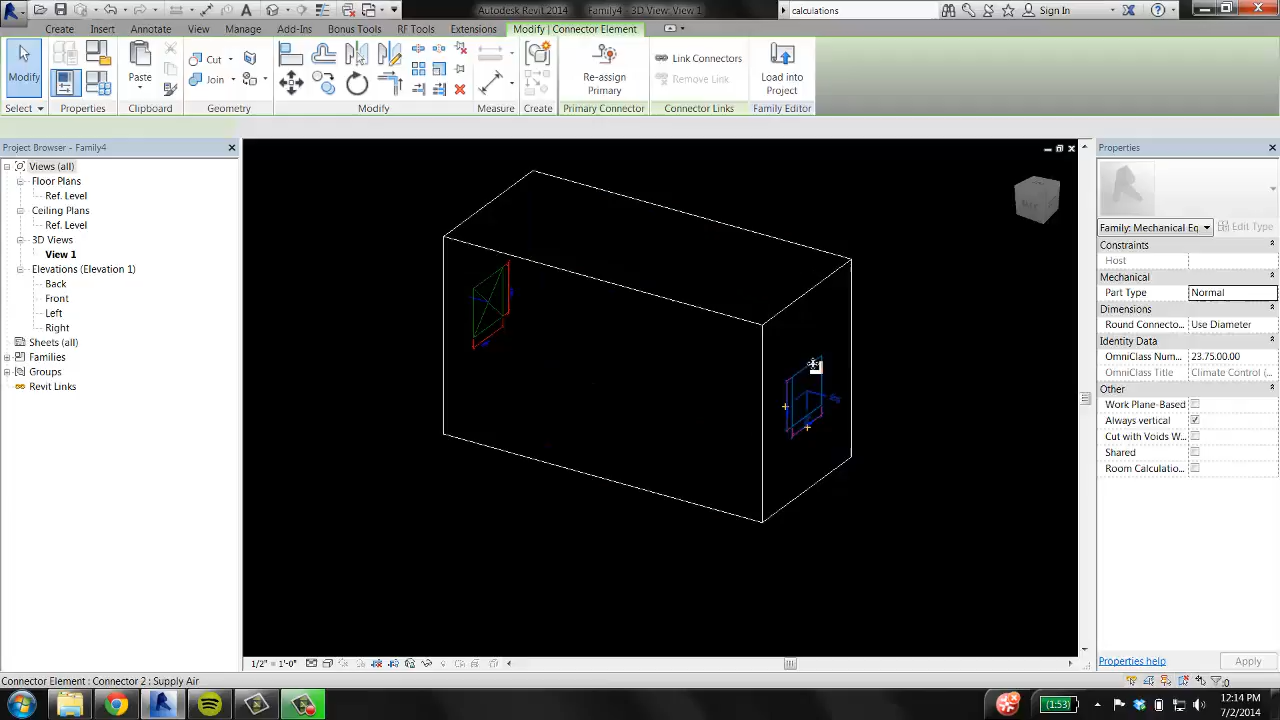 Autodesk Revit 2014 - Family4 - 3D View: View 1
calculations
Sign In
Create Insert Annotate View Manage Add-Ins Bonus Tools RF Tools Extensions Modify | Connector Element
Modify
Paste
Cut
Join
Re-assign
Primary
Link Connectors
Remove Link
Load into
Project
Select Properties Clipboard Geometry Modify Measure Create Primary Connector Connector Links Family Editor
Project Browser - Family4
Views (all)
Floor Plans
Ref. Level
Ceiling Plans
Ref. Level
3D Views
View 1
Elevations (Elevation 1)
Back
Front
Left
Right
Sheets (all)
Families
Groups
Revit Links
Properties
Family: Mechanical Eq
Edit Type
Constraints
Host
Mechanical
Part Type Normal
Dimensions
Round Connecto... Use Diameter
Identity Data
OmniClass Num... 23.75.00.00
OmniClass Title Climate Control (...
Other
Work Plane-Based
Always vertical
Cut with Voids W...
Shared
Room Calculatio...
Properties help
Apply
1/2" = 1'-0"
Connector Element : Connector 2 : Supply Air
:0
(1:53)
12:14 PM
7/2/2014